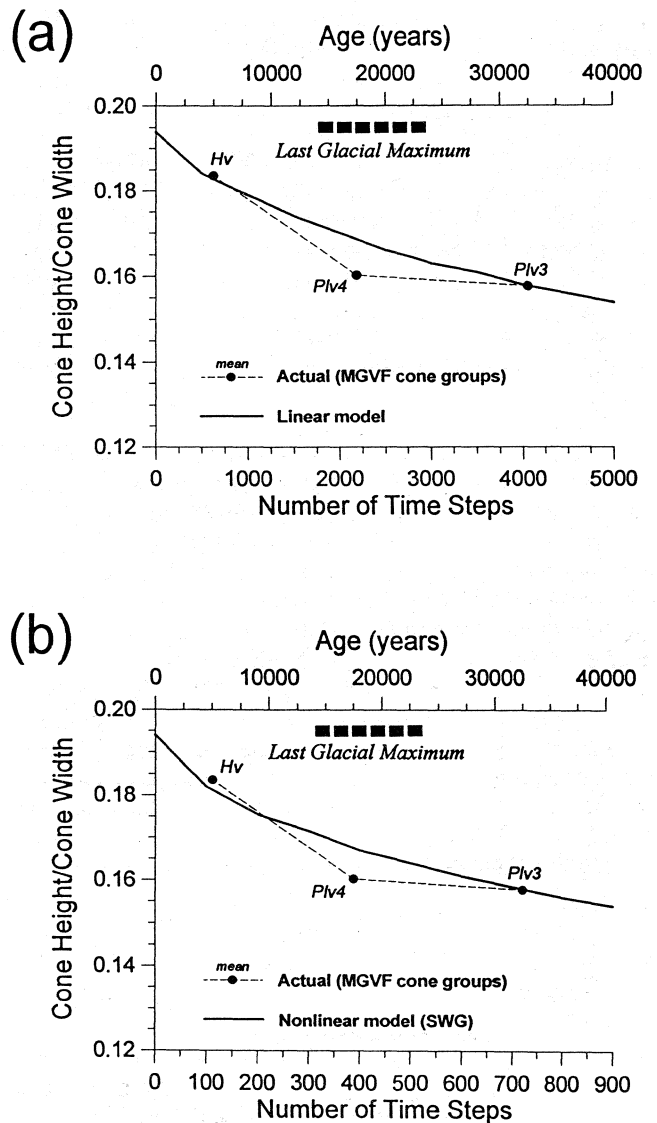 (a)
Age (years)
0 10000 20000 30000 40000
0.20
Last Glacial Maximum
Hv
0.18
Cone Height/Cone Width
0.16
Plv4
Plv3
mean
Actual (MGVF cone groups)
0.14
Linear model
0.12
0 1000 2000 3000 4000 5000
Number of Time Steps
(b)
Age (years)
0 10000 20000 30000 40000
0.20
Last Glacial Maximum
Hv
0.18
Cone Height/Cone Width
0.16
Plv4
Plv3
mean
Actual (MGVF cone groups)
0.14
Nonlinear model (SWG)
0.12
0 100 200 300 400 500 600 700 800 900
Number of Time Steps